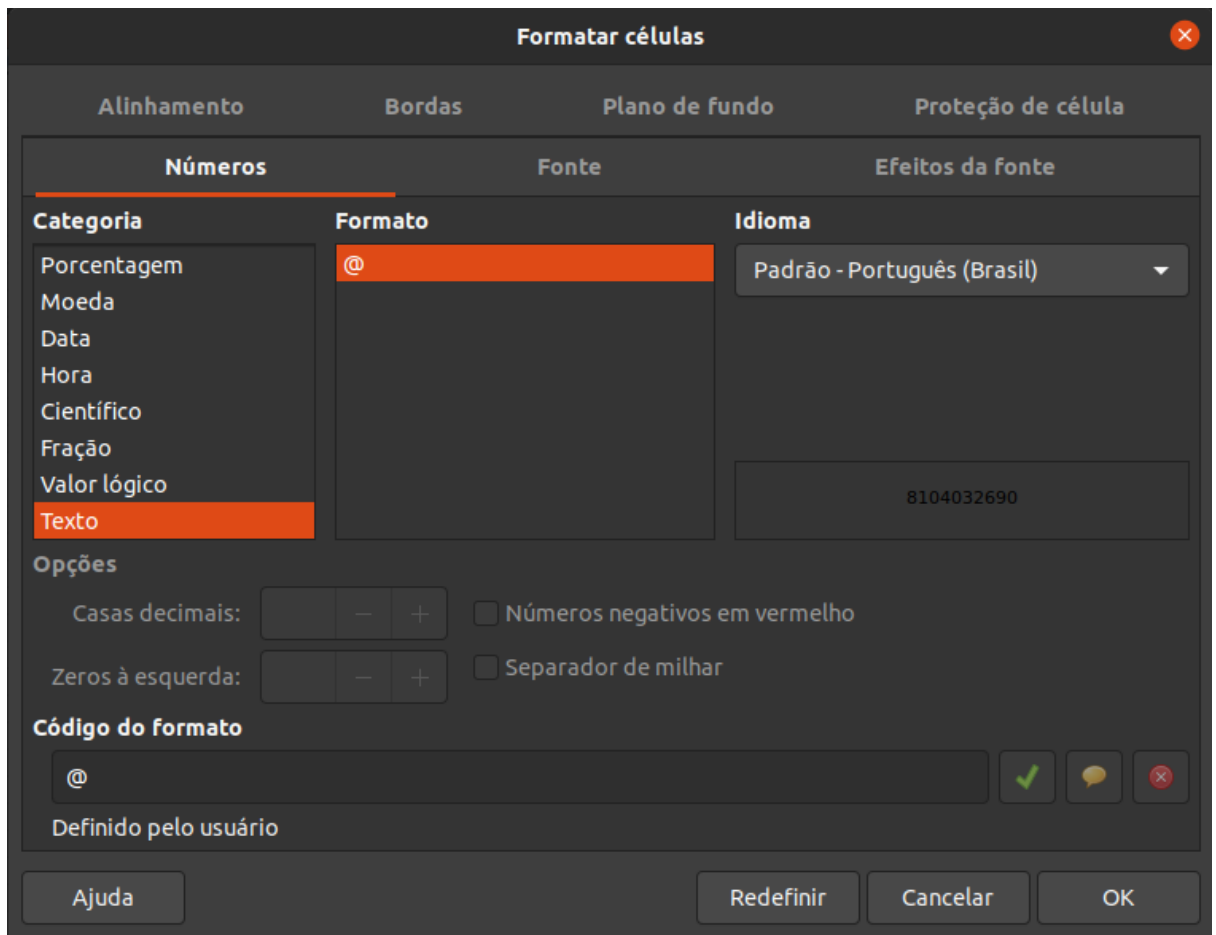 Formatar células
Alinhamento Bordas Plano de fundo Proteção de célula
Números Fonte Efeitos da fonte
Categoria Formato Idioma
Porcentagem @ Padrão - Português (Brasil)
Moeda
Data
Hora
Científico
Fração
Valor lógico
8104032690
Texto
Opções
Casas decimais: − + Números negativos em vermelho
Zeros à esquerda: − + Separador de milhar
Código do formato
@
Definido pelo usuário
Ajuda Redefinir Cancelar OK